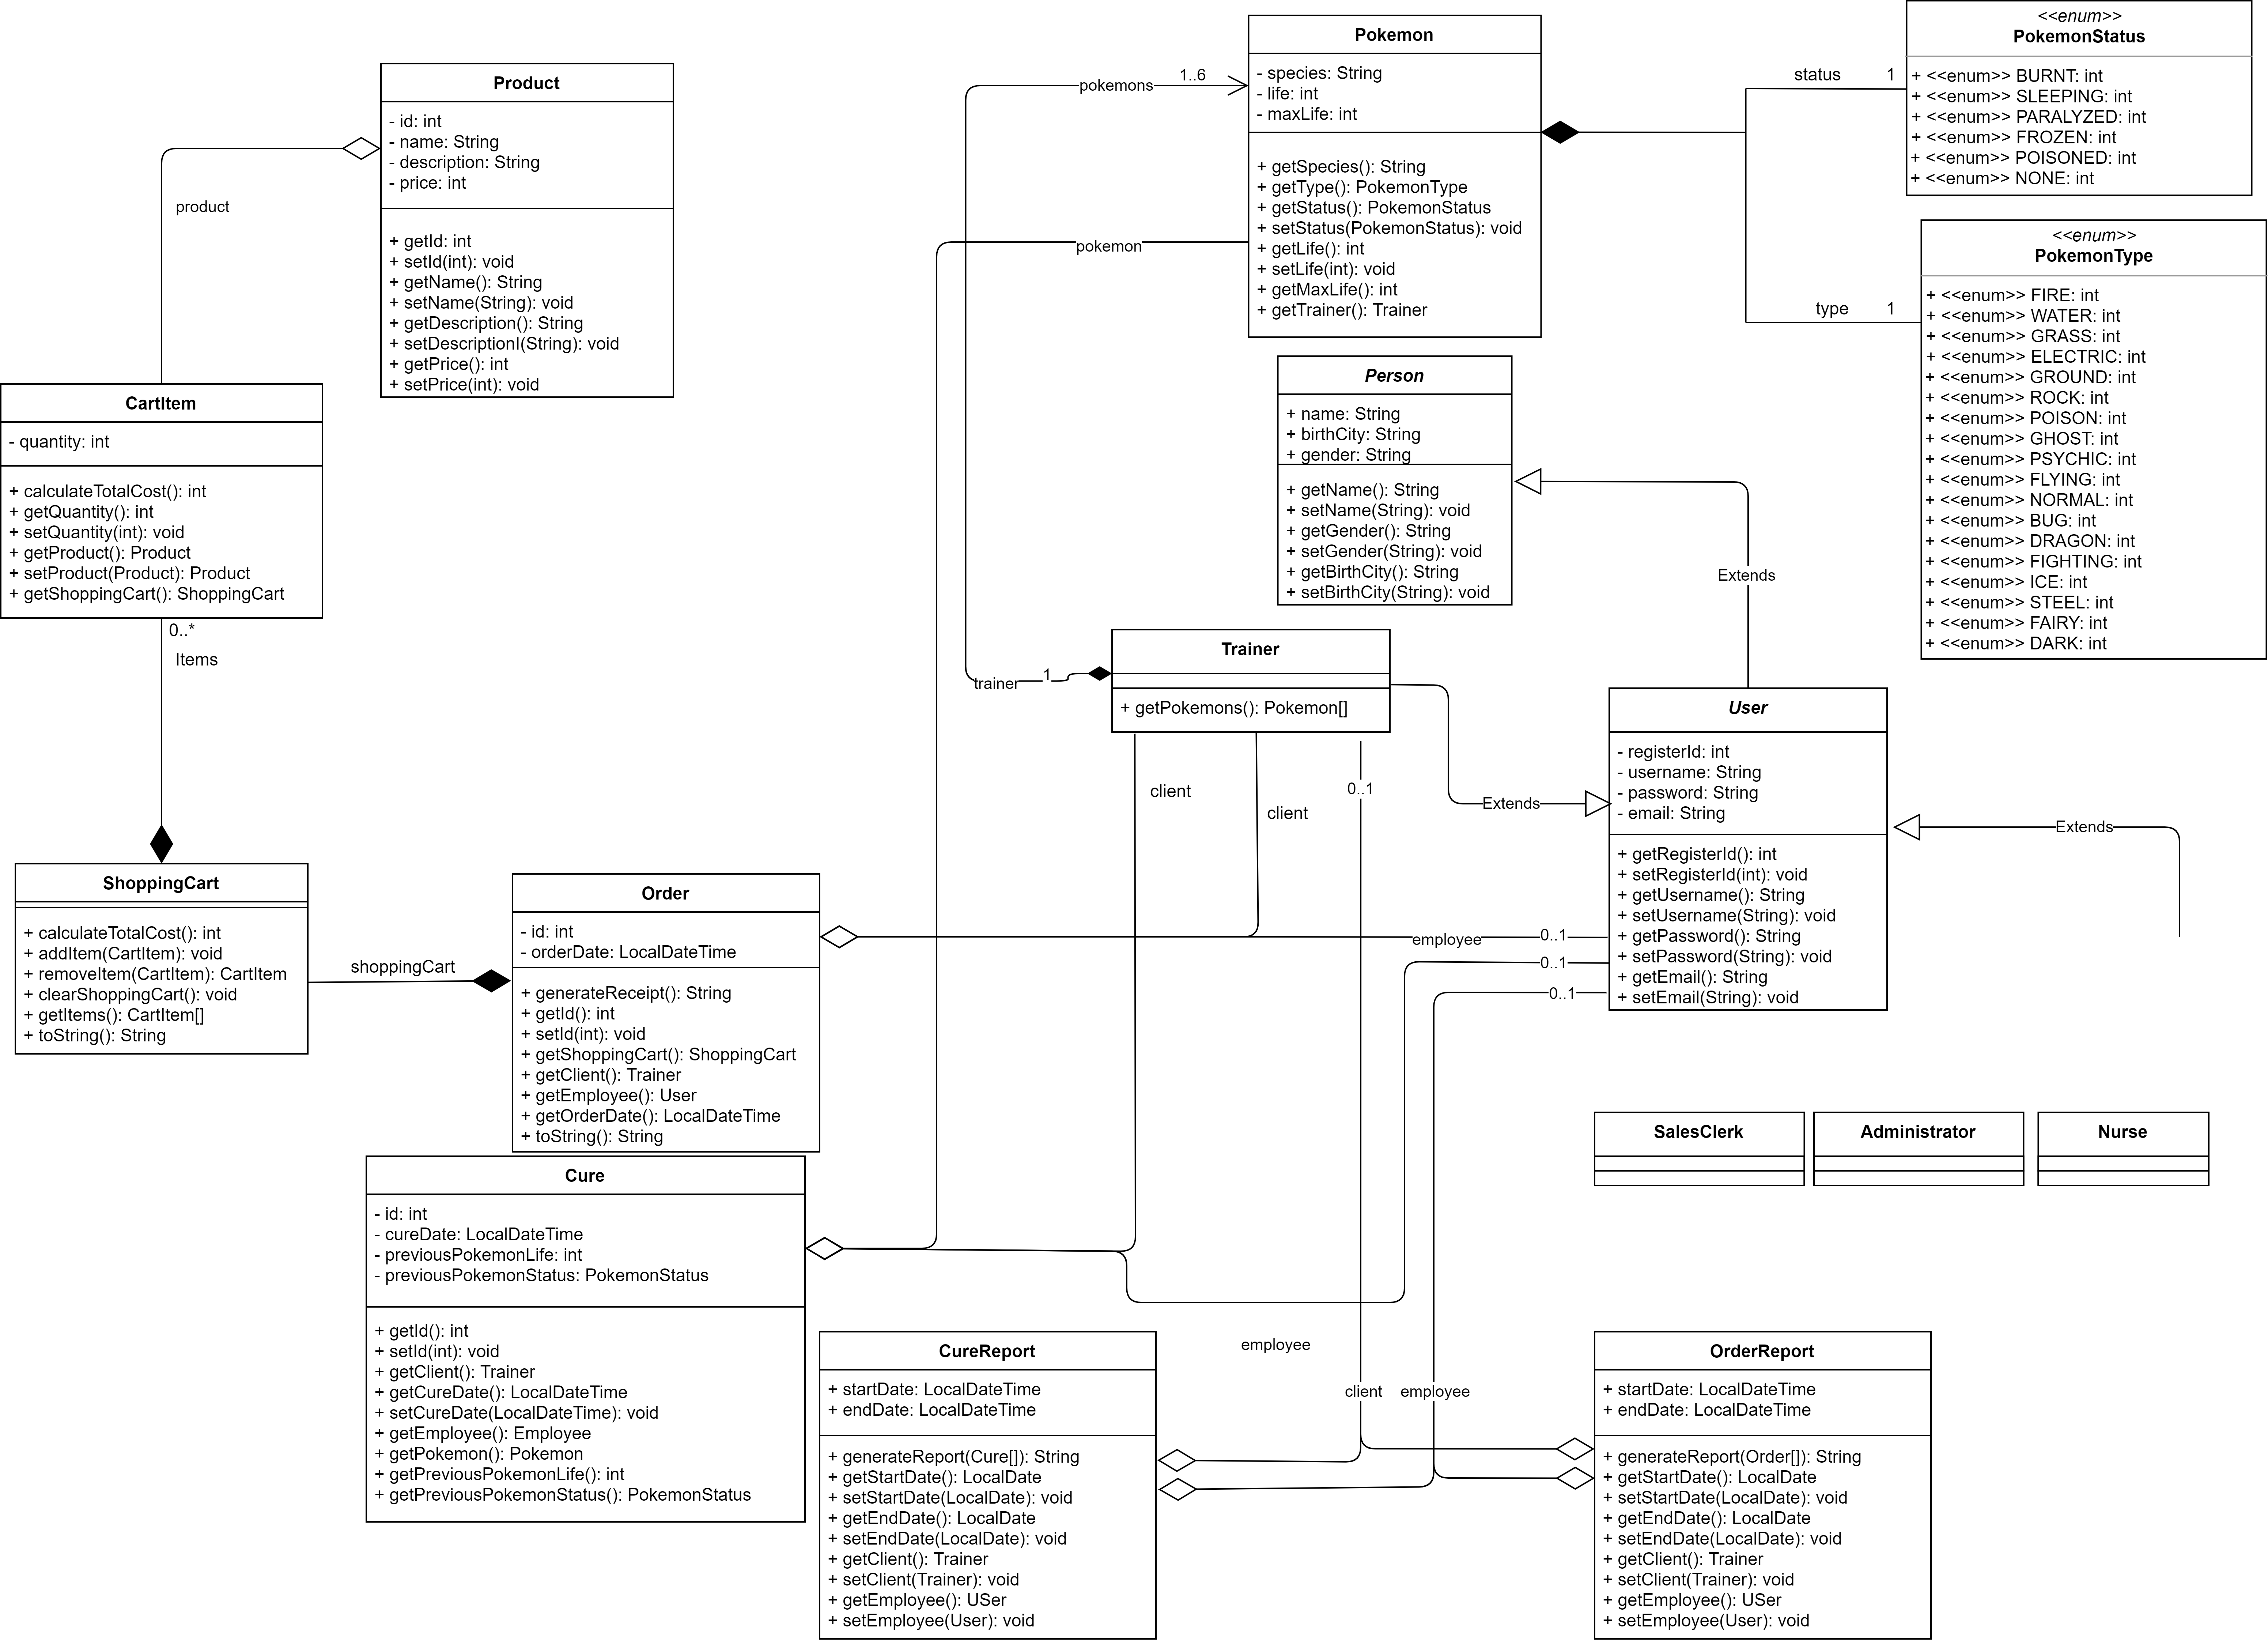 Product
- id: int
- name: String
- description: String
- price: int
+ getId: int
+ setId(int): void
+ getName(): String
+ setName(String): void
+ getDescription(): String
+ setDescriptionI(String): void
+ getPrice(): int
+ setPrice(int): void
product
CartItem
- quantity: int
+ calculateTotalCost(): int
+ getQuantity(): int
+ setQuantity(int): void
+ getProduct(): Product
+ setProduct(Product): Product
+ getShoppingCart(): ShoppingCart
0..*
Items
ShoppingCart
+ calculateTotalCost(): int
+ addItem(CartItem): void
+ removeItem(CartItem): CartItem
+ clearShoppingCart(): void
+ getItems(): CartItem[]
+ toString(): String
shoppingCart
Order
- id: int
- orderDate: LocalDateTime
+ generateReceipt(): String
+ getId(): int
+ setId(int): void
+ getShoppingCart(): ShoppingCart
+ getClient(): Trainer
+ getEmployee(): User
+ getOrderDate(): LocalDateTime
+ toString(): String
Cure
- id: int
- cureDate: LocalDateTime
- previousPokemonLife: int
- previousPokemonStatus: PokemonStatus
+ getId(): int
+ setId(int): void
+ getClient(): Trainer
+ getCureDate(): LocalDateTime
+ setCureDate(LocalDateTime): void
+ getEmployee(): Employee
+ getPokemon(): Pokemon
+ getPreviousPokemonLife(): int
+ getPreviousPokemonStatus(): PokemonStatus
Pokemon
- species: String
- life: int
- maxLife: int
+ getSpecies(): String
+ getType(): PokemonType
+ getStatus(): PokemonStatus
+ setStatus(PokemonStatus): void
+ getLife(): int
+ setLife(int): void
+ getMaxLife(): int
+ getTrainer(): Trainer
pokemons
1..6
pokemon
status
1
type
1
<<enum>>
PokemonStatus
+ <<enum>> BURNT: int
+ <<enum>> SLEEPING: int
+ <<enum>> PARALYZED: int
+ <<enum>> FROZEN: int
+ <<enum>> POISONED: int
+ <<enum>> NONE: int
<<enum>>
PokemonType
+ <<enum>> FIRE: int
+ <<enum>> WATER: int
+ <<enum>> GRASS: int
+ <<enum>> ELECTRIC: int
+ <<enum>> GROUND: int
+ <<enum>> ROCK: int
+ <<enum>> POISON: int
+ <<enum>> GHOST: int
+ <<enum>> PSYCHIC: int
+ <<enum>> FLYING: int
+ <<enum>> NORMAL: int
+ <<enum>> BUG: int
+ <<enum>> DRAGON: int
+ <<enum>> FIGHTING: int
+ <<enum>> ICE: int
+ <<enum>> STEEL: int
+ <<enum>> FAIRY: int
+ <<enum>> DARK: int
Person
+ name: String
+ birthCity: String
+ gender: String
+ getName(): String
+ setName(String): void
+ getGender(): String
+ setGender(String): void
+ getBirthCity(): String
+ setBirthCity(String): void
Extends
Trainer
+ getPokemons(): Pokemon[]
trainer
1
client
client
0..1
Extends
User
- registerId: int
- username: String
- password: String
- email: String
+ getRegisterId(): int
+ setRegisterId(int): void
+ getUsername(): String
+ setUsername(String): void
+ getPassword(): String
+ setPassword(String): void
+ getEmail(): String
+ setEmail(String): void
Extends
employee
0..1
0..1
0..1
SalesClerk
Administrator
Nurse
employee
client
employee
CureReport
+ startDate: LocalDateTime
+ endDate: LocalDateTime
+ generateReport(Cure[]): String
+ getStartDate(): LocalDate
+ setStartDate(LocalDate): void
+ getEndDate(): LocalDate
+ setEndDate(LocalDate): void
+ getClient(): Trainer
+ setClient(Trainer): void
+ getEmployee(): USer
+ setEmployee(User): void
OrderReport
+ startDate: LocalDateTime
+ endDate: LocalDateTime
+ generateReport(Order[]): String
+ getStartDate(): LocalDate
+ setStartDate(LocalDate): void
+ getEndDate(): LocalDate
+ setEndDate(LocalDate): void
+ getClient(): Trainer
+ setClient(Trainer): void
+ getEmployee(): USer
+ setEmployee(User): void